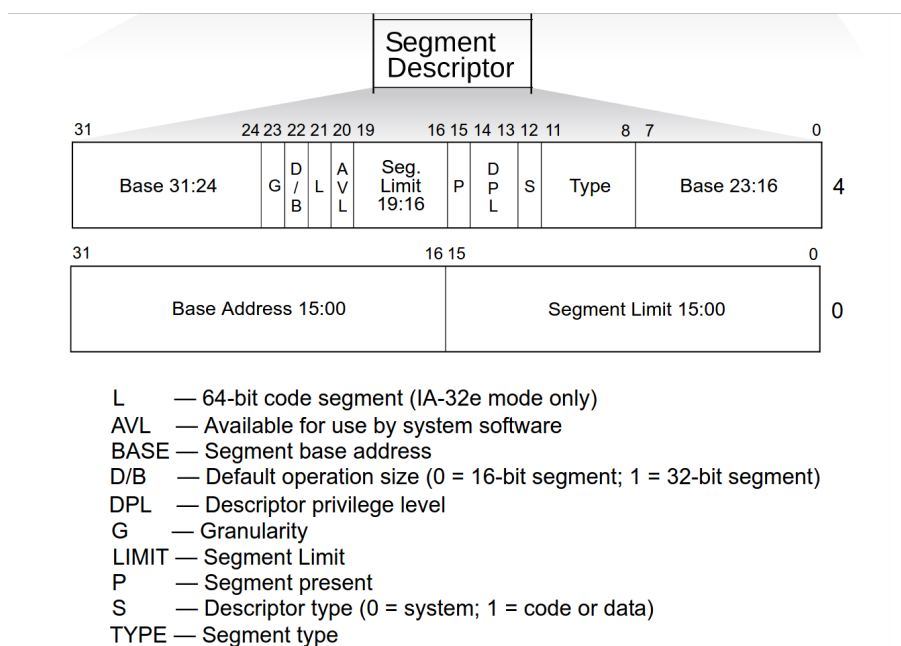 Segment
Descriptor
31 24 23 22 21 20 19 16 15 14 13 12 11 8 7 0
Base 31:24 G D/B L AVL Seg. Limit 19:16 P DPL S Type Base 23:16 4
31 16 15 0
Base Address 15:00 Segment Limit 15:00 0
L — 64-bit code segment (IA-32e mode only)
AVL — Available for use by system software
BASE — Segment base address
D/B — Default operation size (0 = 16-bit segment; 1 = 32-bit segment)
DPL — Descriptor privilege level
G — Granularity
LIMIT — Segment Limit
P — Segment present
S — Descriptor type (0 = system; 1 = code or data)
TYPE — Segment type